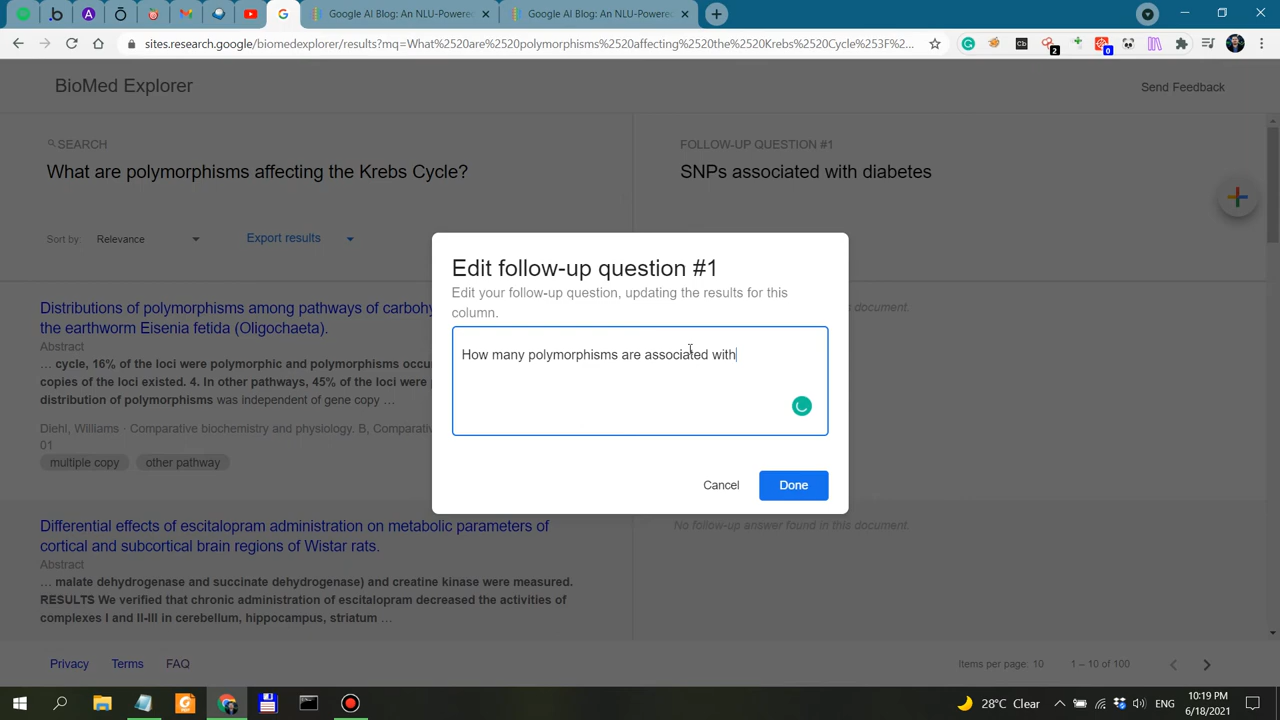 Google AI Blog: An NLU-Powere
Google AI Blog: An NLU-Powered
sites.research.google/biomedexplorer/results?mq=What%2520are%2520polymorphisms%2520affecting%2520the%2520Krebs%2520Cycle%253F%2...
2
0
BioMed Explorer
Send Feedback
SEARCH
What are polymorphisms affecting the Krebs Cycle?
Sort by
Relevance
Export results
FOLLOW-UP QUESTION #1
SNPs associated with diabetes
Edit follow-up question #1
Edit your follow-up question, updating the results for this
column.
How many polymorphisms are associated with
Cancel
Done
Distributions of polymorphisms among pathways of carbohy
the earthworm Eisenia fetida (Oligochaeta).
Abstract
... cycle, 16% of the loci were polymorphic and polymorphisms occu
copies of the loci existed. 4. In other pathways, 45% of the loci were p
distribution of polymorphisms was independent of gene copy ...
Diehl, Williams · Comparative biochemistry and physiology. B, Comparativ
01
multiple copy
other pathway
document.
Differential effects of escitalopram administration on metabolic parameters of
cortical and subcortical brain regions of Wistar rats.
Abstract
... malate dehydrogenase and succinate dehydrogenase) and creatine kinase were measured.
RESULTS We verified that chronic administration of escitalopram decreased the activities of
complexes I and II-III in cerebellum, hippocampus, striatum ...
No follow-up answer found in this document.
Privacy
Terms
FAQ
Items per page: 10
1 – 10 of 100
28°C Clear
ENG
10:19 PM
6/18/2021